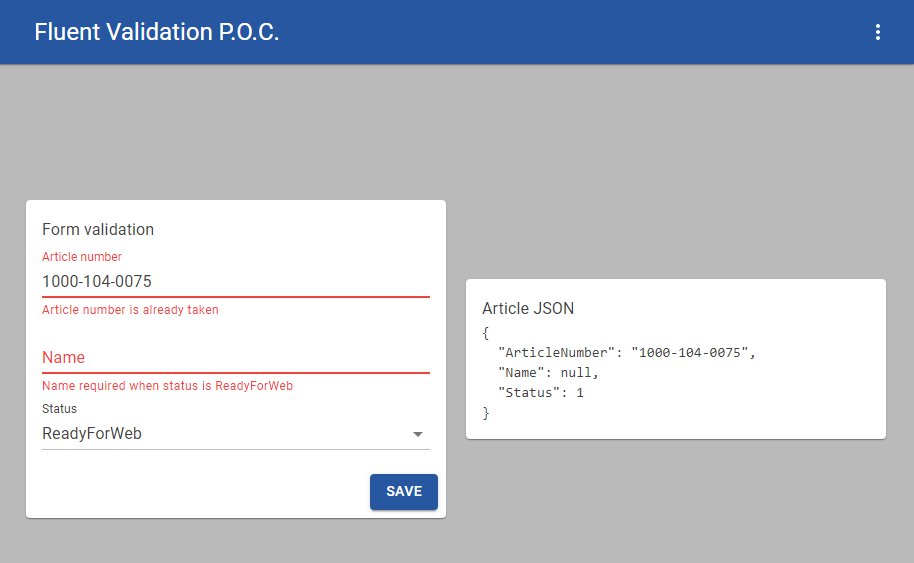 Fluent Validation P.O.C.
Form validation
Article number
1000-104-0075
Article number is already taken
Name
Name required when status is ReadyForWeb
Status
ReadyForWeb
SAVE
Article JSON
{
"ArticleNumber": "1000-104-0075",
"Name": null,
"Status": 1
}